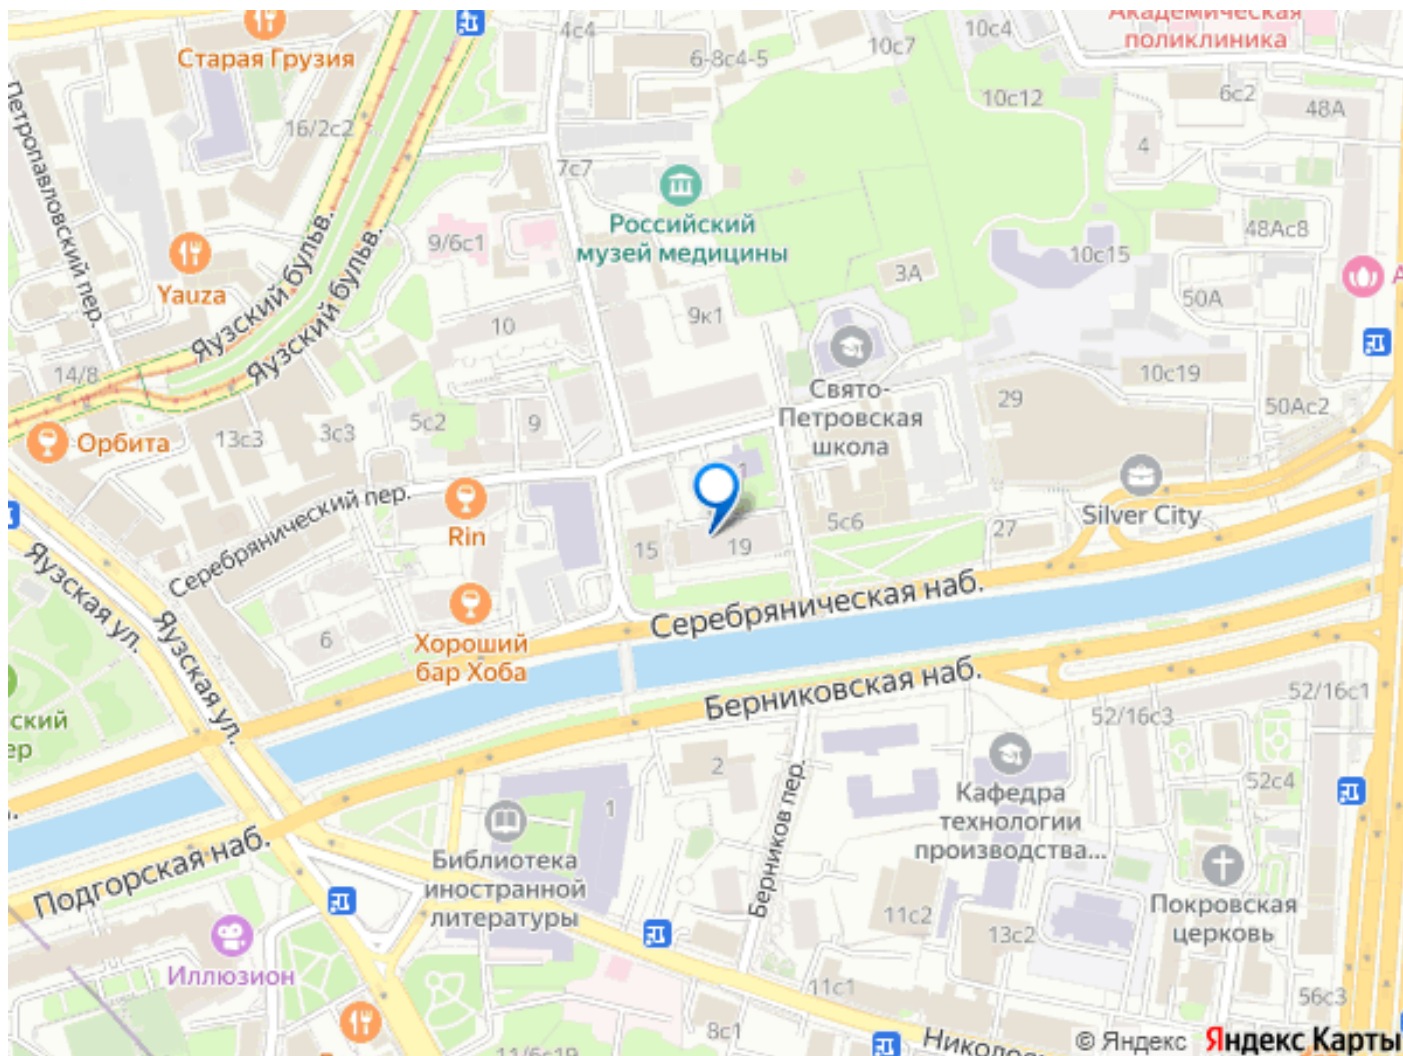 Академическая
поликлиника
Старая Грузия
4с4
10с7
10с4
6-8с4-5
6с2
48А
10с12
16/2с2
Петропавловский пер.
7с7
4
Российский
музей медицины
9/6с1
48Ас8
10с15
3А
Yauza
Яузский бульв.
Яузский бульв.
50А
9к1
10
14/8
10с19
Свято-
Петровская
школа
29
50Ас2
Орбита
13с3
3с3
5с2
9
1
Серебрянический пер.
Rin
Silver City
5с6
27
15
19
Яузская ул.
Яузская ул.
Серебряническая наб.
6
Хороший
бар Хоба
Берниковская наб.
52/16с1
52/16с3
ский
ер
2
52с4
Кафедра
технологии
производства...
1
Берников пер.
Подгорская наб.
Библиотека
иностранной
литературы
11с2
13с2
Покровская
церковь
Иллюзион
11с1
56с3
8с1
11/6с19
Николоя
© Яндекс Яндекс Карты